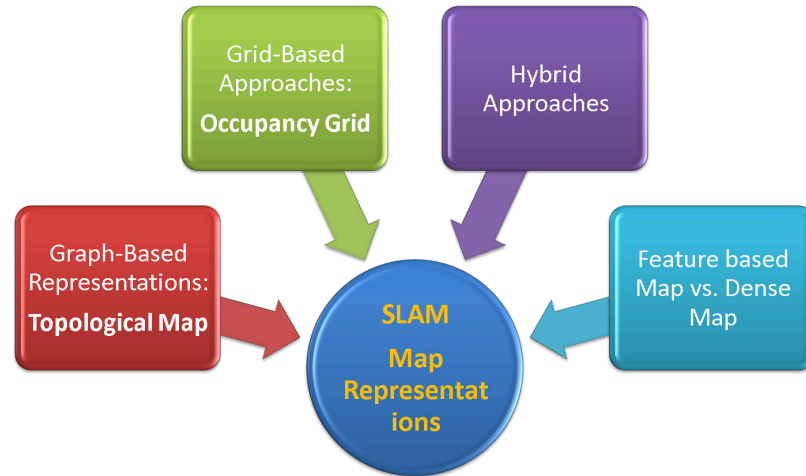 Grid-Based
Approaches:
Occupancy Grid
Hybrid
Approaches
Graph-Based
Representations:
Topological Map
Feature based
Map vs. Dense
Map
SLAM
Map
Representat
ions